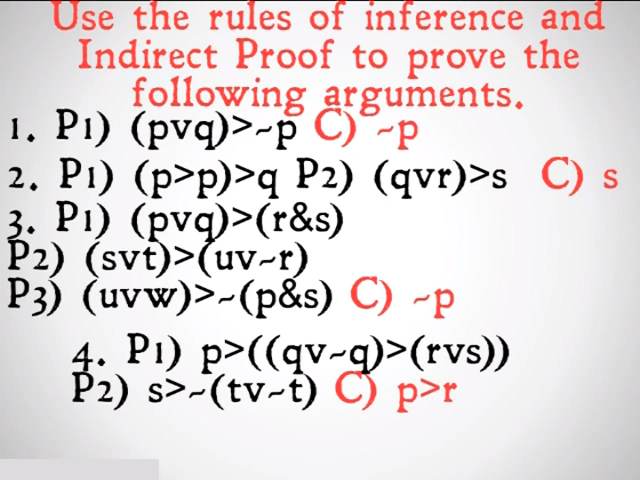 Use the rules of inference and
Indirect Proof to prove the
following arguments.
1. P1) (pvq)>~p C) ~p
2. P1) (p>p)>q P2) (qvr)>s C) s
3. P1) (pvq)>(r&s)
P2) (svt)>(uv~r)
P3) (uvw)>~(p&s) C) ~p
4. P1) p>((qv~q)>(rvs))
P2) s>~(tv~t) C) p>r